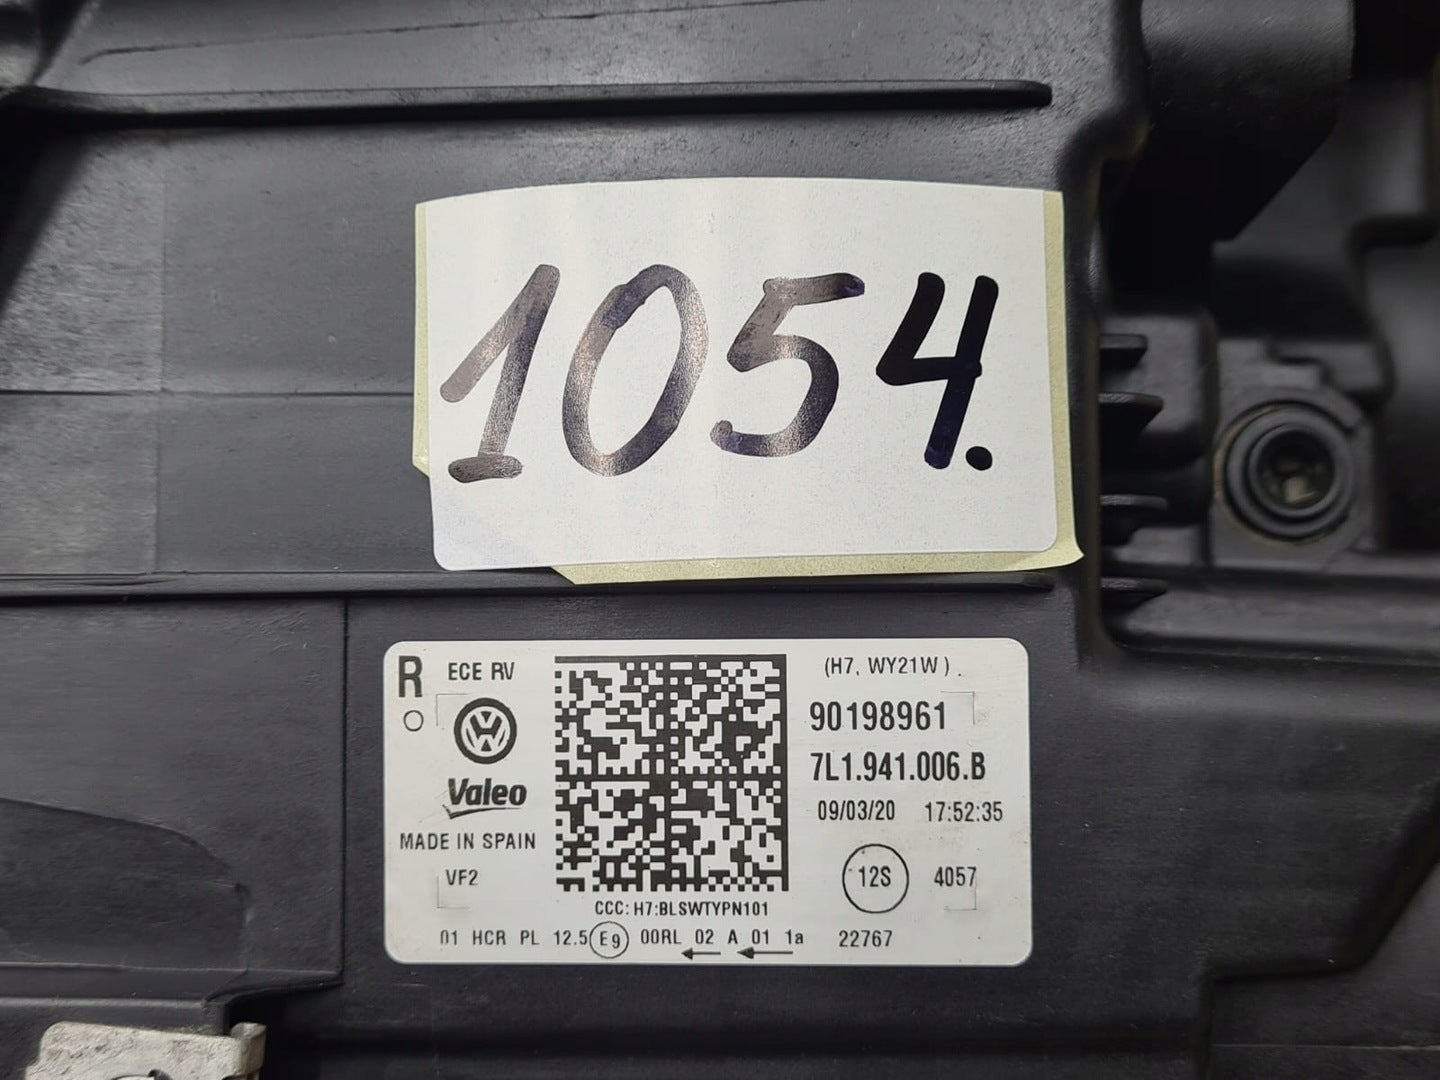 1054.
R ECE RV (H7, WY21W).
90198961
Valeo 7L1.941.006.B
09/03/20 17:52:35
MADE IN SPAIN
VF2 12S 4057
CCC: H7:BLSWTYPN101
01 HCR PL 12.5 E9 00RL 02 A 01 1a 22767